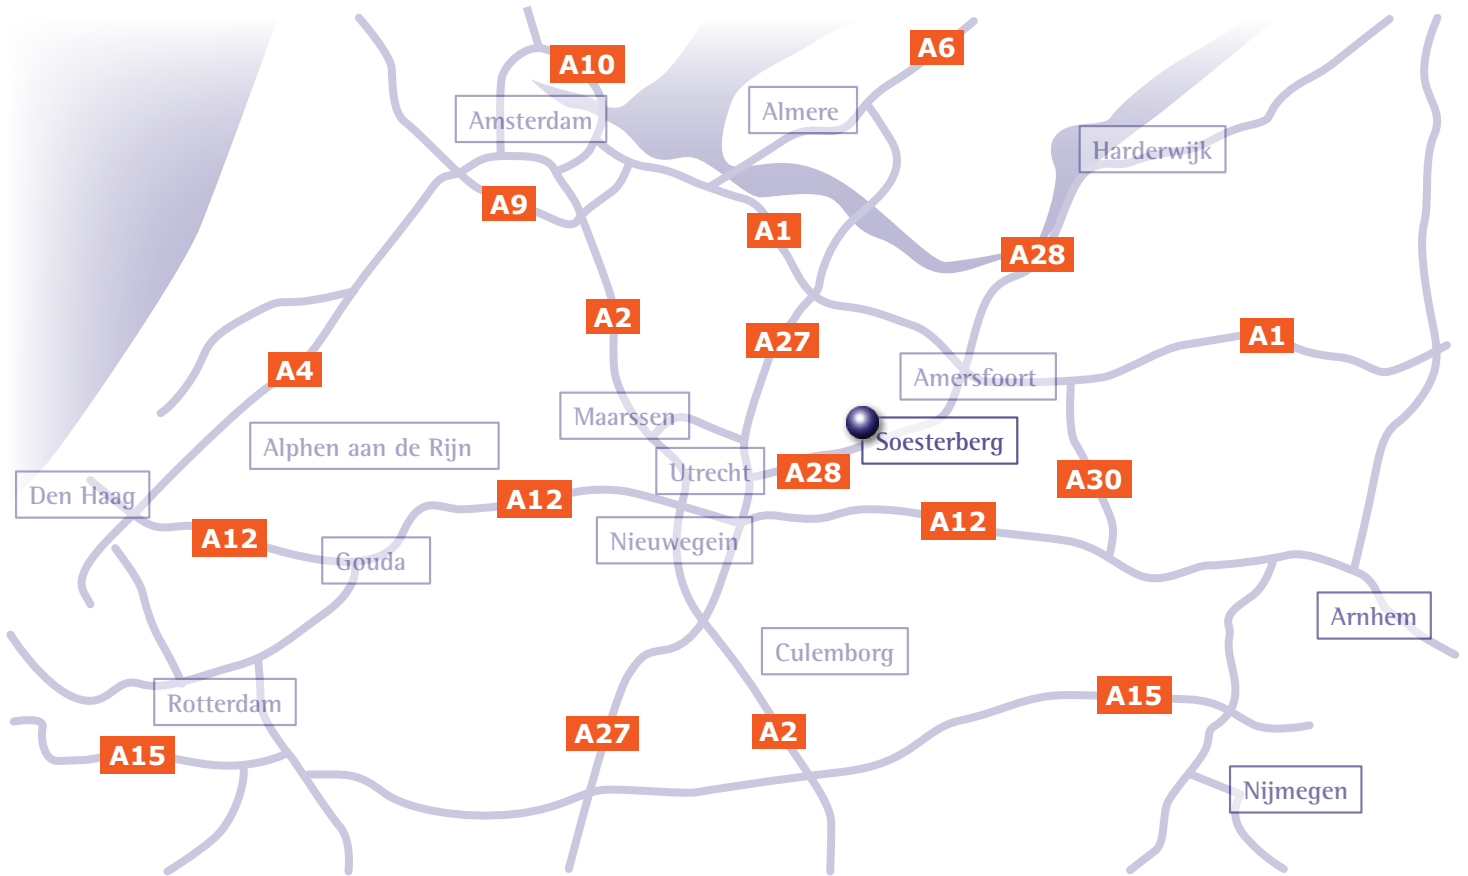 A10
A6
Amsterdam
Almere
Harderwijk
A9
A1
A28
A2
A27
A1
A4
Amersfoort
Maarssen
Alphen aan de Rijn
Soesterberg
Utrecht
A28
A30
Den Haag
A12
A12
A12
Nieuwegein
Gouda
Arnhem
Culemborg
Rotterdam
A15
A27
A2
A15
Nijmegen